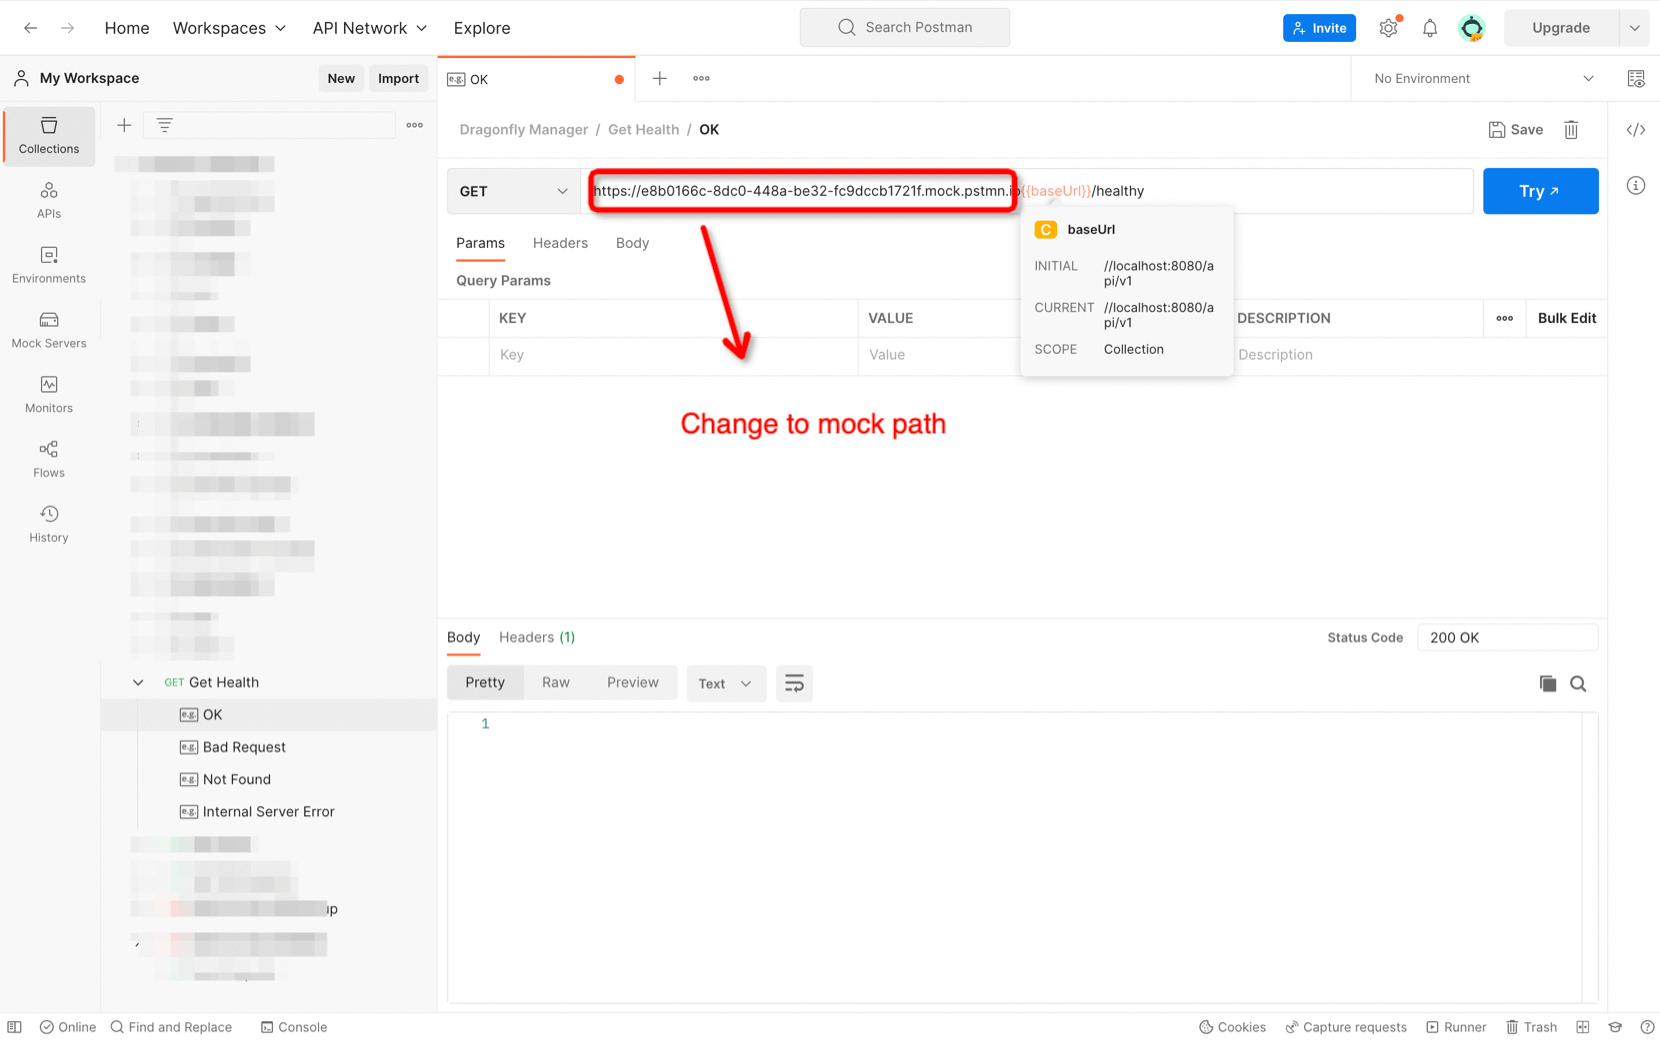 Home Workspaces API Network Explore Search Postman Invite Upgrade
My Workspace New Import e.g. OK No Environment
Collections
APIs
Environments
Mock Servers
Monitors
Flows
History
GET Get Health
e.g. OK
e.g. Bad Request
e.g. Not Found
e.g. Internal Server Error
up
Dragonfly Manager / Get Health / OK Save
GET https://e8b0166c-8dc0-448a-be32-fc9dccb1721f.mock.pstmn.io{{baseUrl}}/healthy Try
Params Headers Body
Query Params
KEY VALUE DESCRIPTION Bulk Edit
Key Value Description
C baseUrl
INITIAL //localhost:8080/a
pi/v1
CURRENT //localhost:8080/a
pi/v1
SCOPE Collection
Change to mock path
Body Headers (1) Status Code 200 OK
Pretty Raw Preview Text
1
Online Find and Replace Console Cookies Capture requests Runner Trash